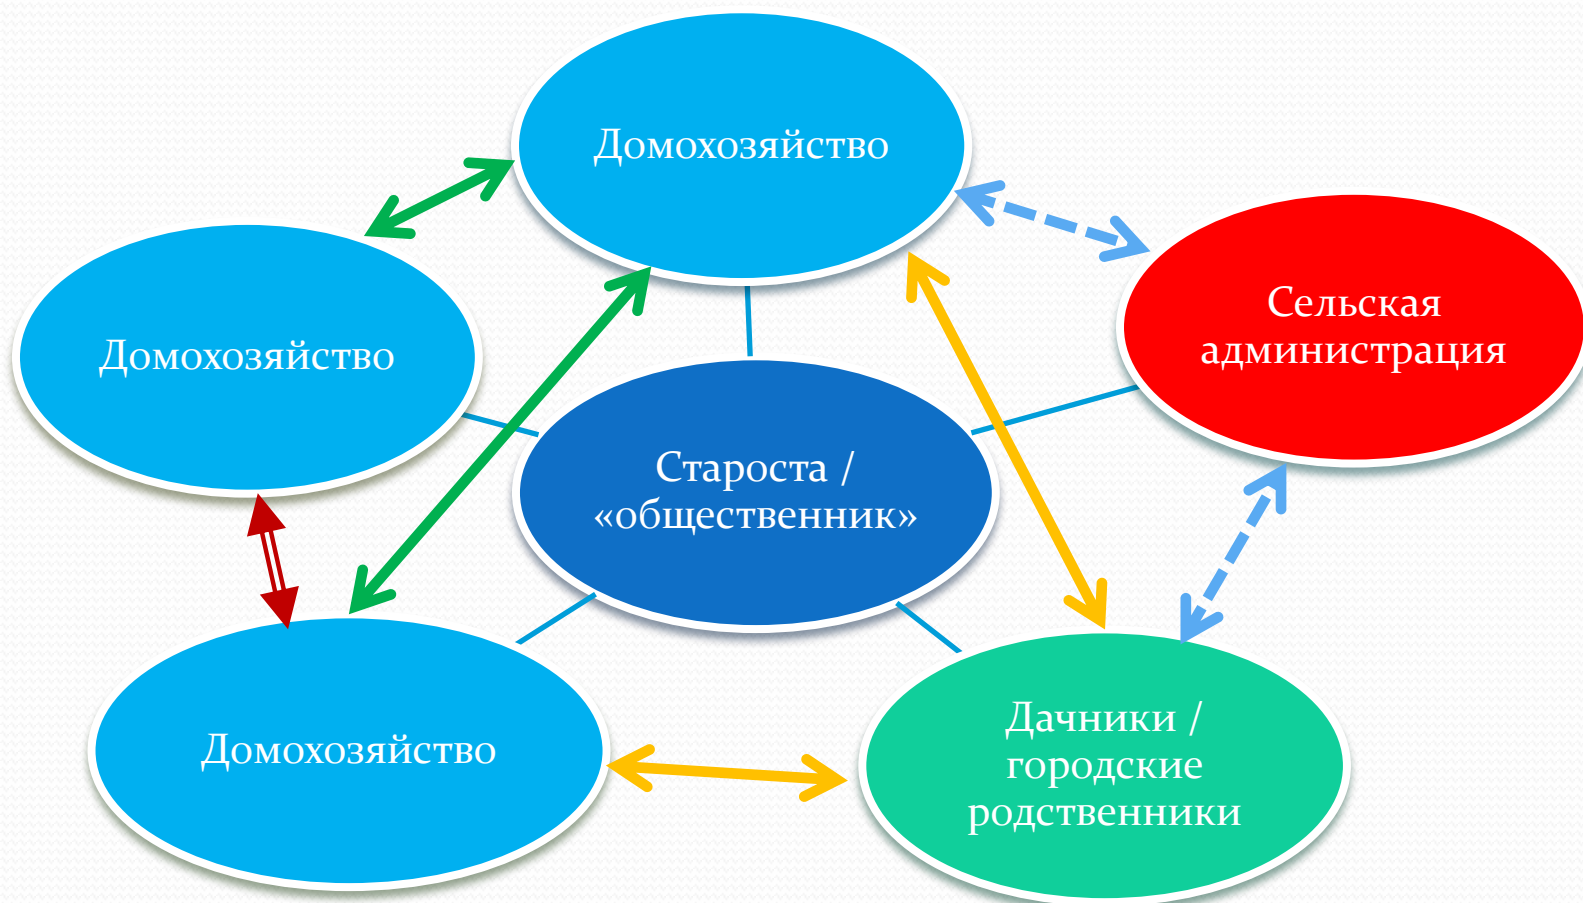 Домохозяйство
Сельская
администрация
Домохозяйство
Староста /
«общественник»
Домохозяйство
Дачники /
городские
родственники